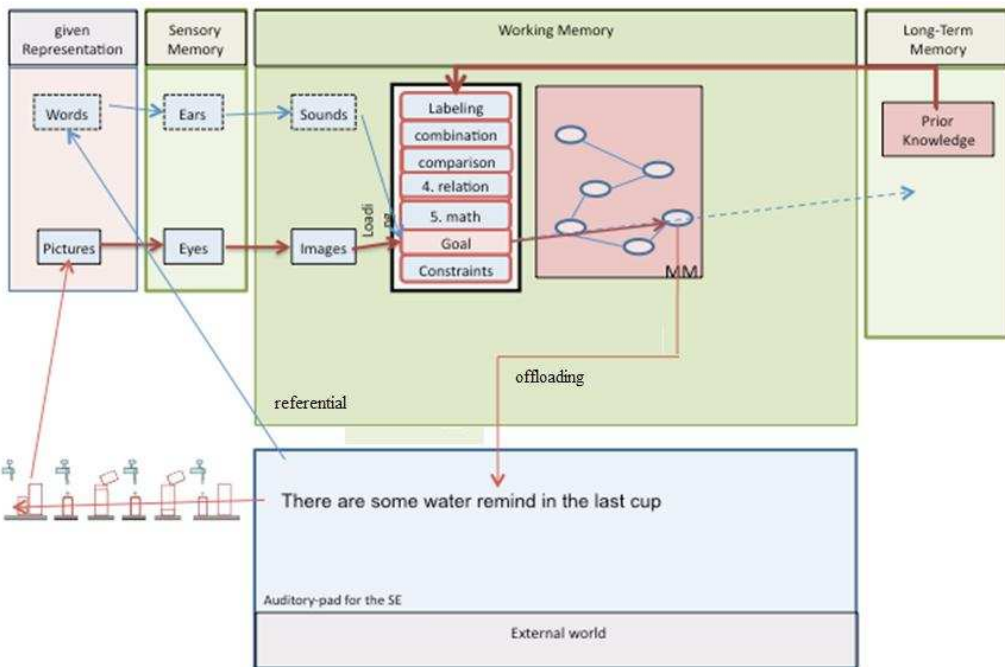 given
Representation
Sensory
Memory
Working Memory
Long-Term
Memory
Words
Ears
Sounds
Labeling
combination
comparison
4. relation
5. math
Goal
Constraints
Prior
Knowledge
Pictures
Eyes
Images
Loadi
ng
MM
offloading
referential
There are some water remind in the last cup
Auditory-pad for the SE
External world